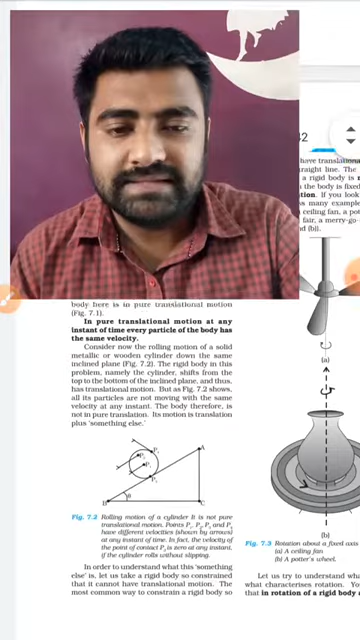 body here is in pure translational motion
(Fig. 7.1).
In pure translational motion at any
instant of time every particle of the body has
the same velocity.
Consider now the rolling motion of a solid
metallic or wooden cylinder down the same
inclined plane (Fig. 7.2). The rigid body in this
problem, namely the cylinder, shifts from the
top to the bottom of the inclined plane, and thus,
has translational motion. But as Fig. 7.2 shows,
all its particles are not moving with the same
velocity at any instant. The body therefore, is
not in pure translation. Its motion is translation
plus 'something else.'
A
B
C
θ
Fig. 7.2 Rolling motion of a cylinder It is not pure
translational motion. Points P₁, P₂, P₃ and P₄
have different velocities (shown by arrows)
at any instant of time. In fact, the velocity of
the point of contact P₃ is zero at any instant,
if the cylinder rolls without slipping.
In order to understand what this 'something
else' is, let us take a rigid body so constrained
that it cannot have translational motion. The
most common way to constrain a rigid body so
have translationa
raight line. The
a rigid body is
the body is fixed
tion. If you look
many example
ceiling fan, a pot
fair, a merry-go-
d (b)).
(a)
(b)
Fig. 7.3 Rotation about a fixed axis
(a) A ceiling fan
(b) A potter's wheel.
Let us try to understand what
what characterises rotation. Yo
that in rotation of a rigid body a